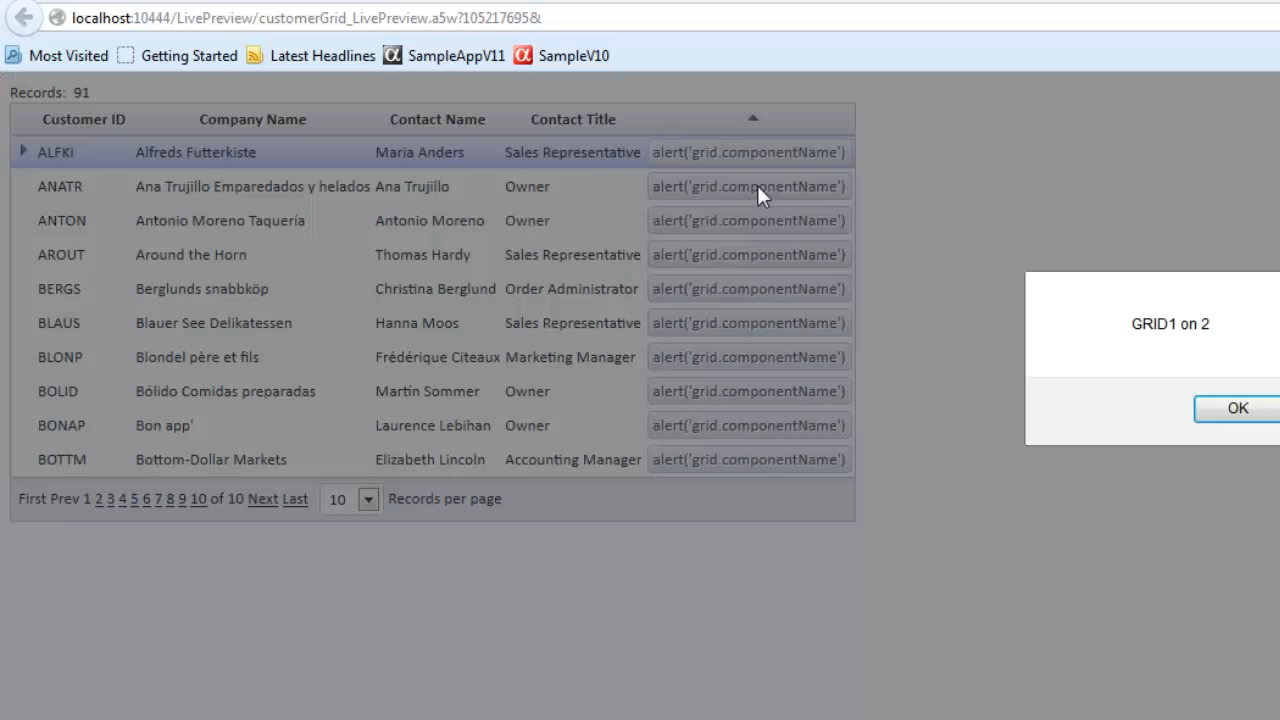 localhost:10444/LivePreview/customerGrid_LivePreview.a5w?105217695&
Most Visited Getting Started Latest Headlines α SampleAppV11 α SampleV10
Records: 91
Customer ID Company Name Contact Name Contact Title
ALFKI Alfreds Futterkiste Maria Anders Sales Representative alert('grid.componentName')
ANATR Ana Trujillo Emparedados y helados Ana Trujillo Owner alert('grid.componentName')
ANTON Antonio Moreno Taquería Antonio Moreno Owner alert('grid.componentName')
AROUT Around the Horn Thomas Hardy Sales Representative alert('grid.componentName')
BERGS Berglunds snabbköp Christina Berglund Order Administrator alert('grid.componentName')
BLAUS Blauer See Delikatessen Hanna Moos Sales Representative alert('grid.componentName')
BLONP Blondel père et fils Frédérique Citeaux Marketing Manager alert('grid.componentName')
BOLID Bólido Comidas preparadas Martín Sommer Owner alert('grid.componentName')
BONAP Bon app' Laurence Lebihan Owner alert('grid.componentName')
BOTTM Bottom-Dollar Markets Elizabeth Lincoln Accounting Manager alert('grid.componentName')
First Prev 1 2 3 4 5 6 7 8 9 10 of 10 Next Last 10 Records per page
GRID1 on 2
OK